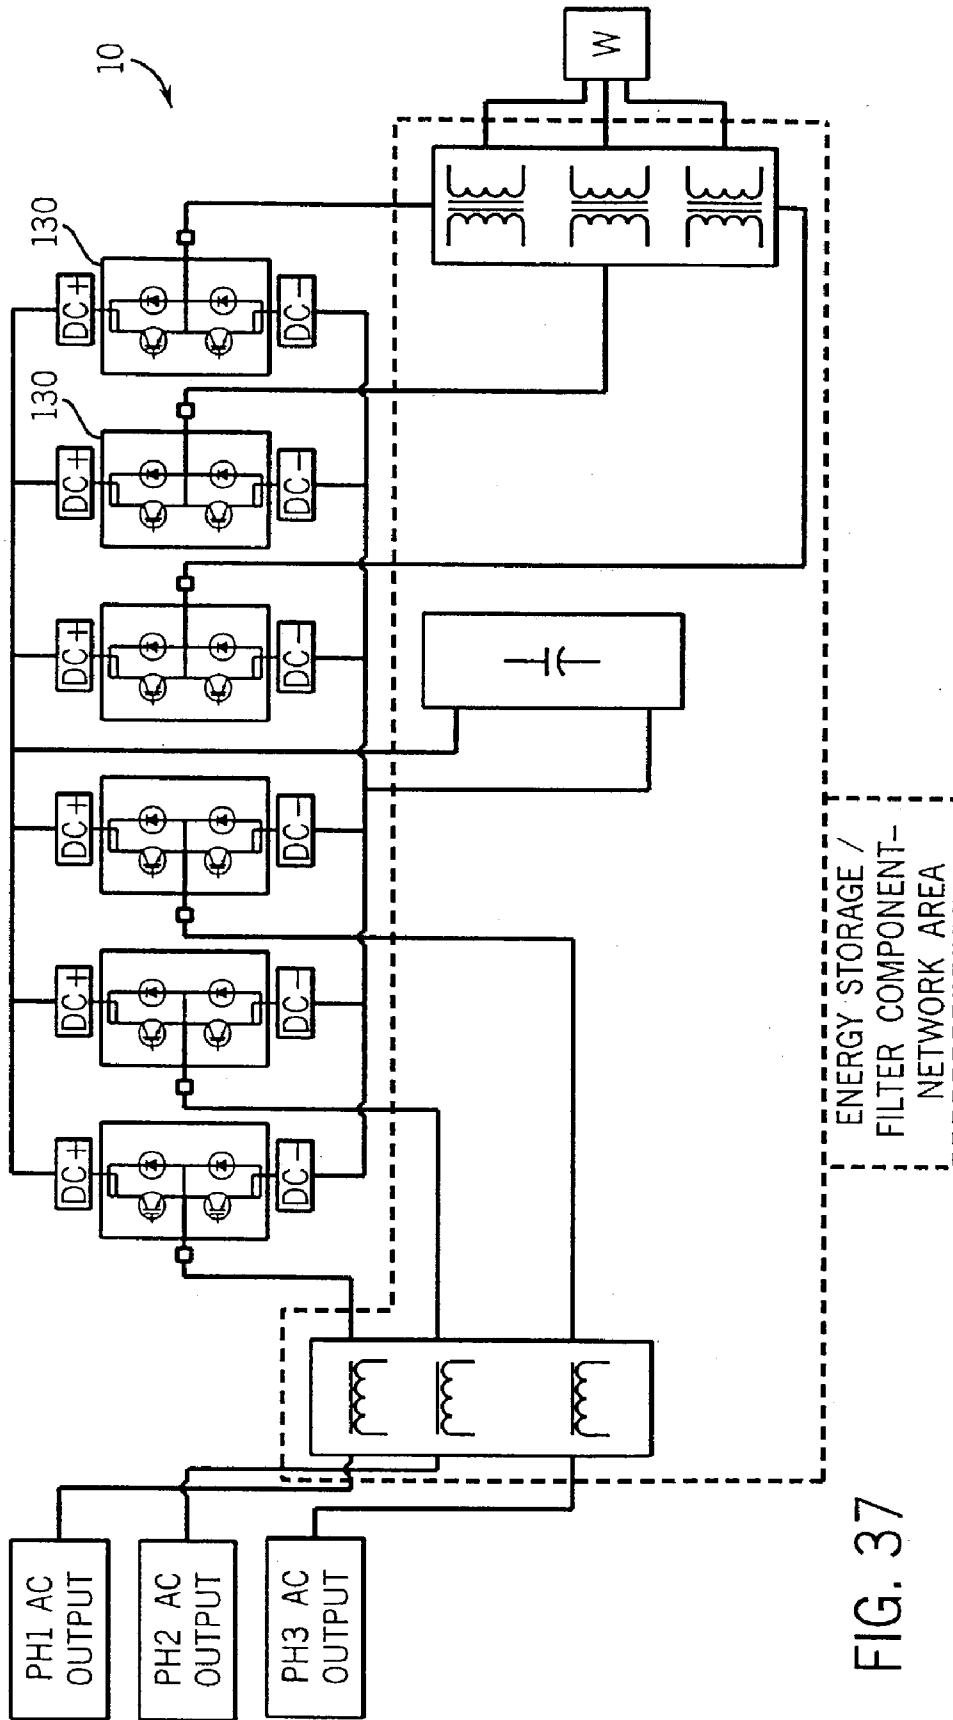 10
130
130
DC+
DC+
DC+
DC+
DC+
DC+
DC−
DC−
DC−
DC−
DC−
DC−
W
PH1 AC
OUTPUT
PH2 AC
OUTPUT
PH3 AC
OUTPUT
ENERGY STORAGE /
FILTER COMPONENT–
NETWORK AREA
FIG. 37